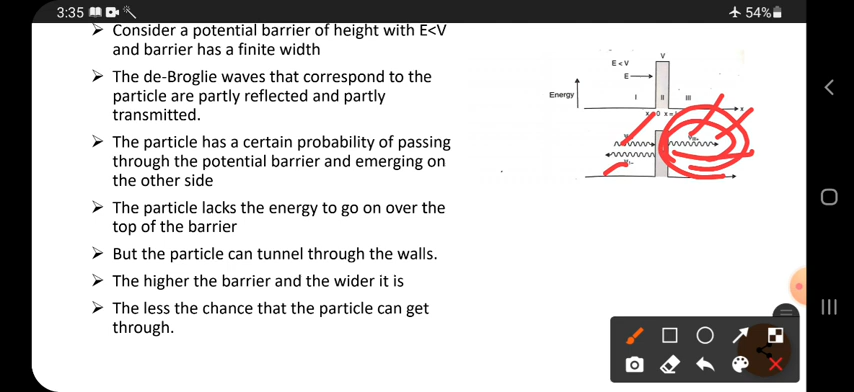 3:35
54%
➤ Consider a potential barrier of height with E<V
and barrier has a finite width
➤ The de-Broglie waves that correspond to the
particle are partly reflected and partly
transmitted.
➤ The particle has a certain probability of passing
through the potential barrier and emerging on
the other side
➤ The particle lacks the energy to go on over the
top of the barrier
➤ But the particle can tunnel through the walls.
➤ The higher the barrier and the wider it is
➤ The less the chance that the particle can get
through.
V
E < V
E
Energy
I II III
x